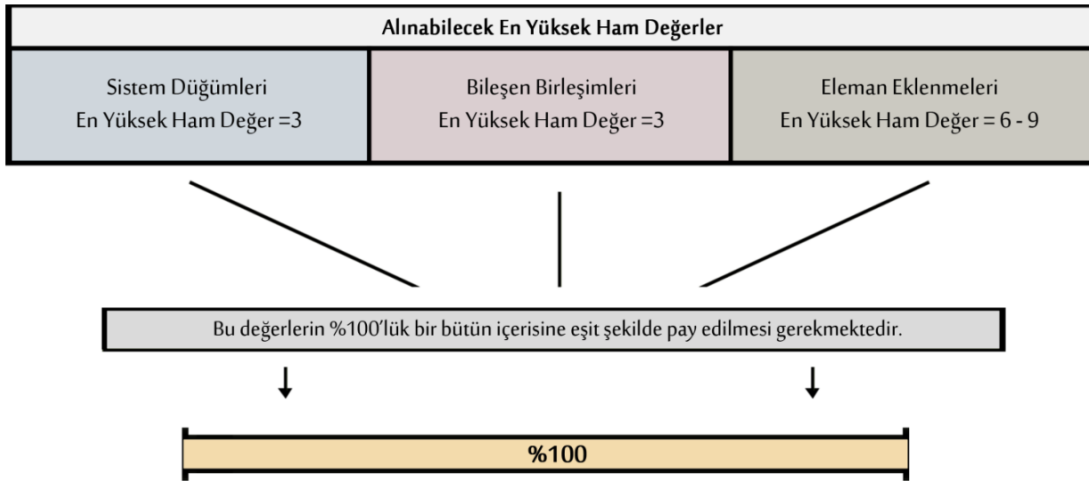 Alınabilecek En Yüksek Ham Değerler
Sistem Düğümleri
En Yüksek Ham Değer =3
Bileşen Birleşimleri
En Yüksek Ham Değer =3
Eleman Eklenmeleri
En Yüksek Ham Değer = 6 - 9
Bu değerlerin %100'lük bir bütün içerisine eşit şekilde pay edilmesi gerekmektedir.
%100